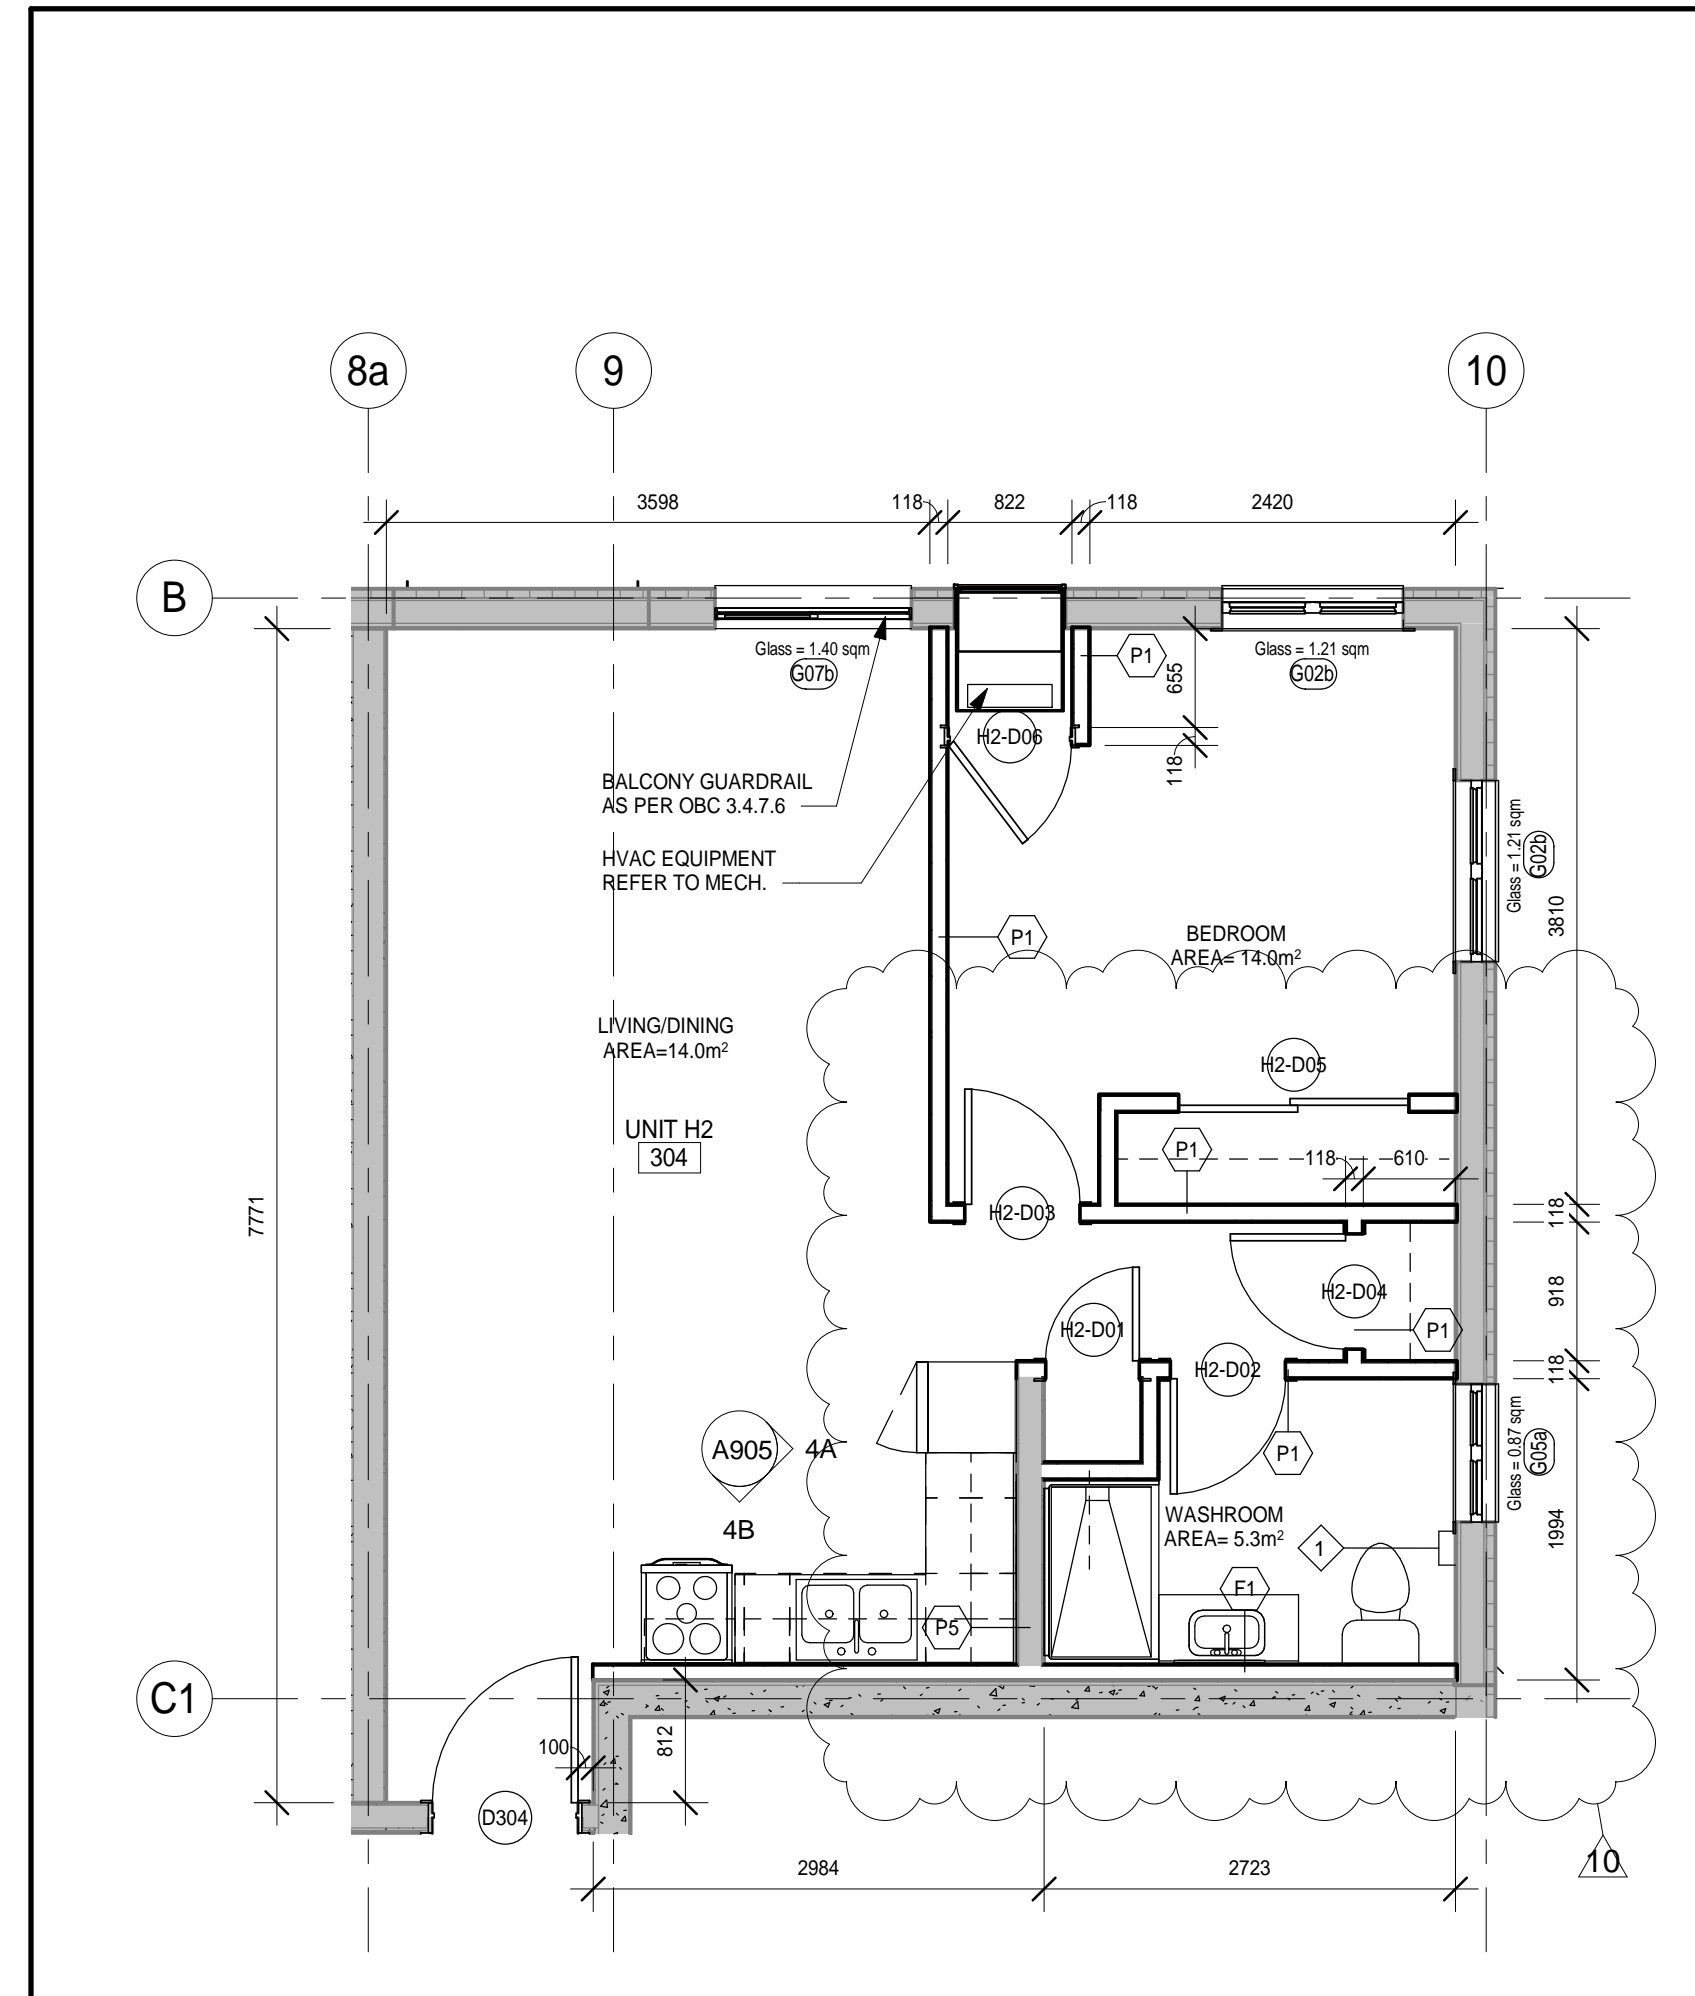 8a
9
10
3598
118
822
118
2420
B
Glass = 1.40 sqm
G07b
P1
655
Glass = 1.21 sqm
G02b
H2-D06
118
BALCONY GUARDRAIL
AS PER OBC 3.4.7.6
HVAC EQUIPMENT
REFER TO MECH.
Glass = 1.21 sqm
G02b
3810
P1
BEDROOM
AREA= 14.0m²
LIVING/DINING
AREA=14.0m²
H2-D05
UNIT H2
304
P1
118
610
7771
H2-D03
118
H2-D04
918
H2-D01
P1
H2-D02
118
A905
4A
4B
P1
Glass = 0.87 sqm
G05a
WASHROOM
AREA= 5.3m²
1
1994
F1
P5
C1
100
812
D304
2984
2723
10